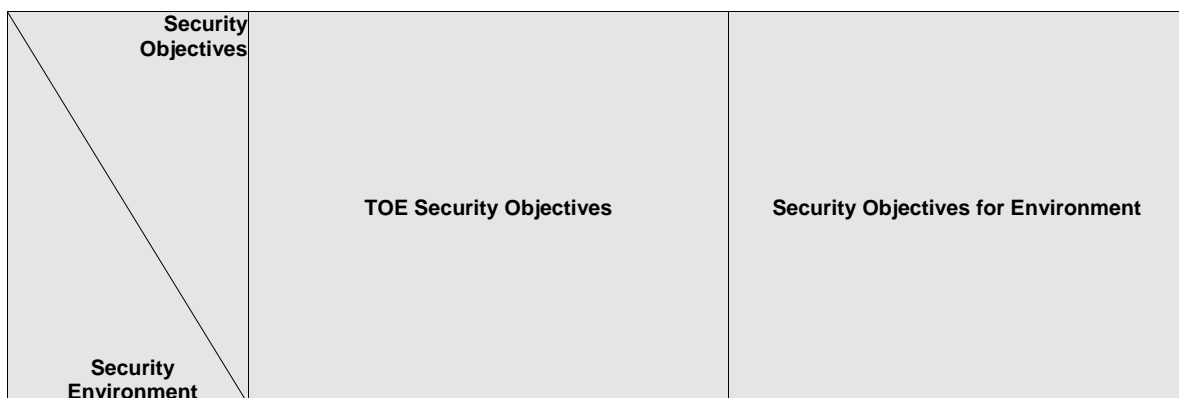 Security
Objectives
TOE Security Objectives
Security Objectives for Environment
Security
Environment